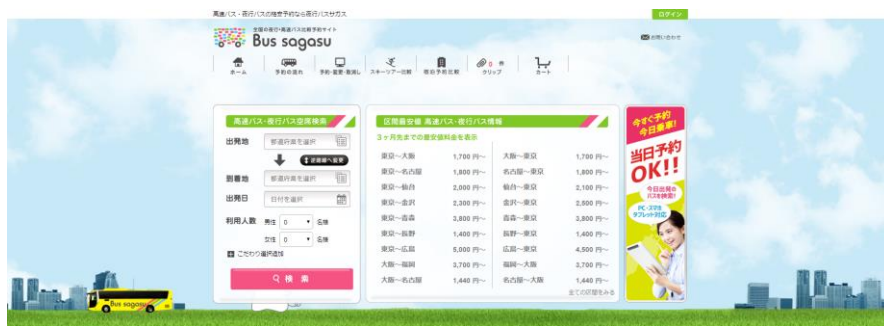 高速バス・夜行バスの格安予約なら夜行バスサガス
ログイン
全国の夜行・高速バス比較予約サイト
Bus sagasu
お問い合わせ
ホーム
予約の流れ
予約・変更・取消し
スキーツアー比較
宿泊予約比較
0 件
クリップ
カート
高速バス・夜行バス空席検索
出発地
都道府県を選択
逆路線へ変更
到着地
都道府県を選択
出発日
日付を選択
利用人数
男性 0 名様
女性 0 名様
こだわり選択追加
検 索
区間最安値 高速バス・夜行バス情報
3ヶ月先までの最安値料金を表示
東京～大阪 1,700 円～ 大阪～東京 1,700 円～
東京～名古屋 1,800 円～ 名古屋～東京 1,800 円～
東京～仙台 2,000 円～ 仙台～東京 2,100 円～
東京～金沢 2,300 円～ 金沢～東京 2,500 円～
東京～青森 2,800 円～ 青森～東京 3,800 円～
東京～長野 1,400 円～ 長野～東京 1,400 円～
東京～広島 5,000 円～ 広島～東京 4,500 円～
大阪～福岡 3,700 円～ 福岡～大阪 3,700 円～
大阪～名古屋 1,440 円～ 名古屋～大阪 1,440 円～
全ての区間をみる
今すぐ予約
今日乗車!
当日予約
OK!!
今日出発の
バスを検索!
PC・スマホ
タブレット対応
Bus sagasu